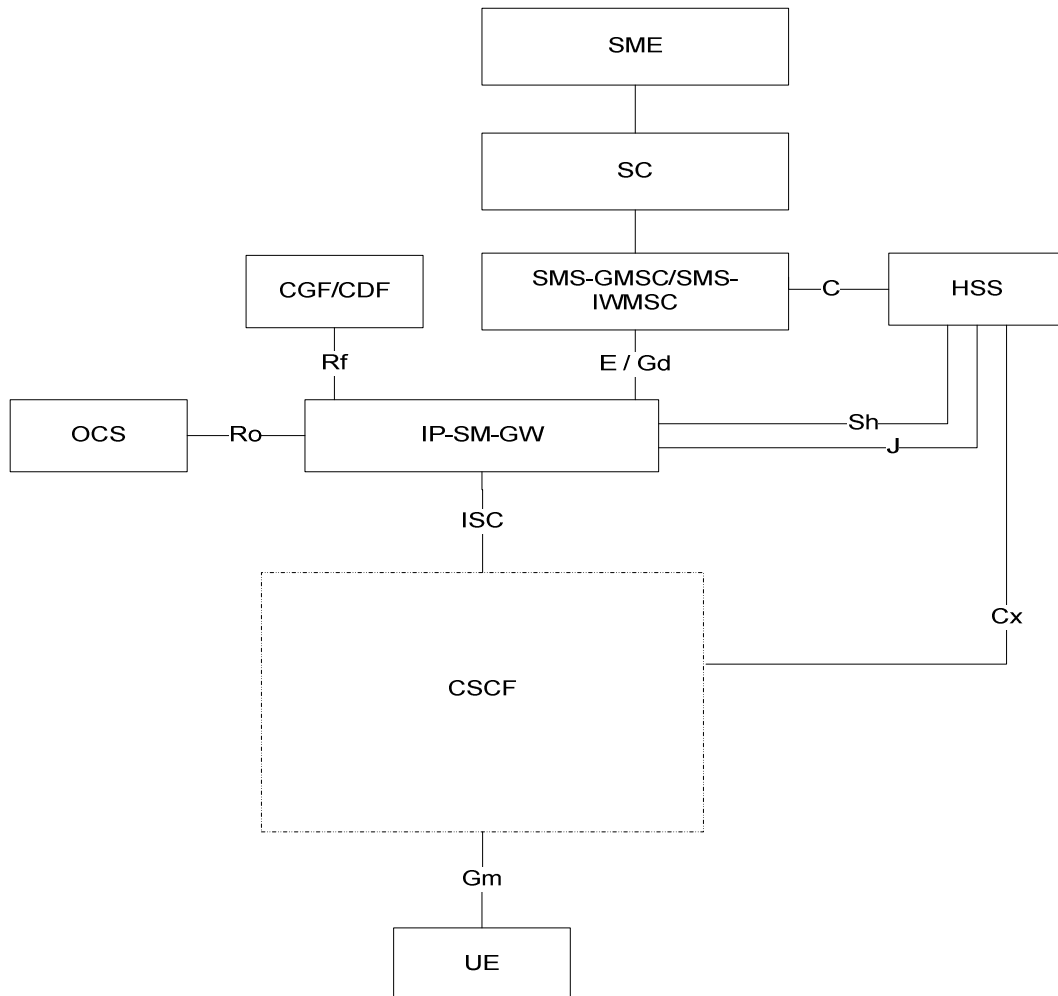 SME
SC
CGF/CDF
SMS-GMSC/SMS-
IWMSC
C
HSS
Rf
E / Gd
OCS
Ro
IP-SM-GW
Sh
J
ISC
Cx
CSCF
Gm
UE